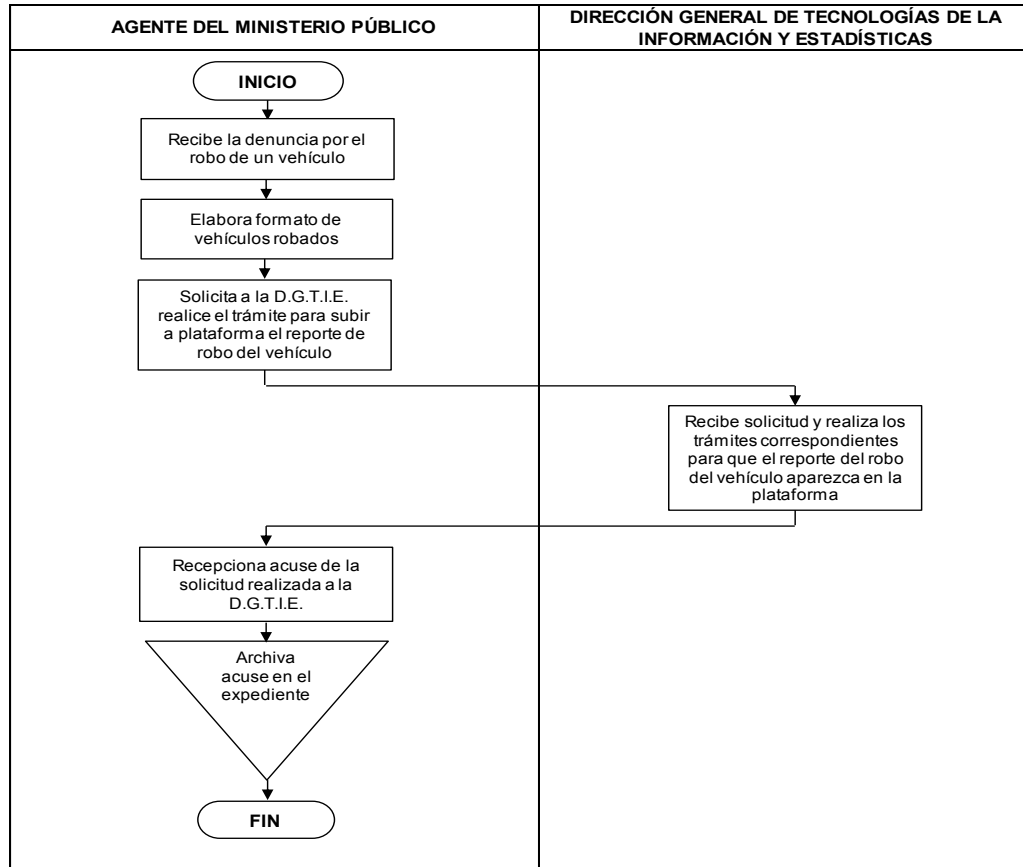 AGENTE DEL MINISTERIO PÚBLICO
DIRECCIÓN GENERAL DE TECNOLOGÍAS DE LA
INFORMACIÓN Y ESTADÍSTICAS
INICIO
Recibe la denuncia por el
robo de un vehículo
Elabora formato de
vehículos robados
Solicita a la D.G.T.I.E.
realice el trámite para subir
a plataforma el reporte de
robo del vehículo
Recibe solicitud y realiza los
trámites correspondientes
para que el reporte del robo
del vehículo aparezca en la
plataforma
Recepciona acuse de la
solicitud realizada a la
D.G.T.I.E.
Archiva
acuse en el
expediente
FIN